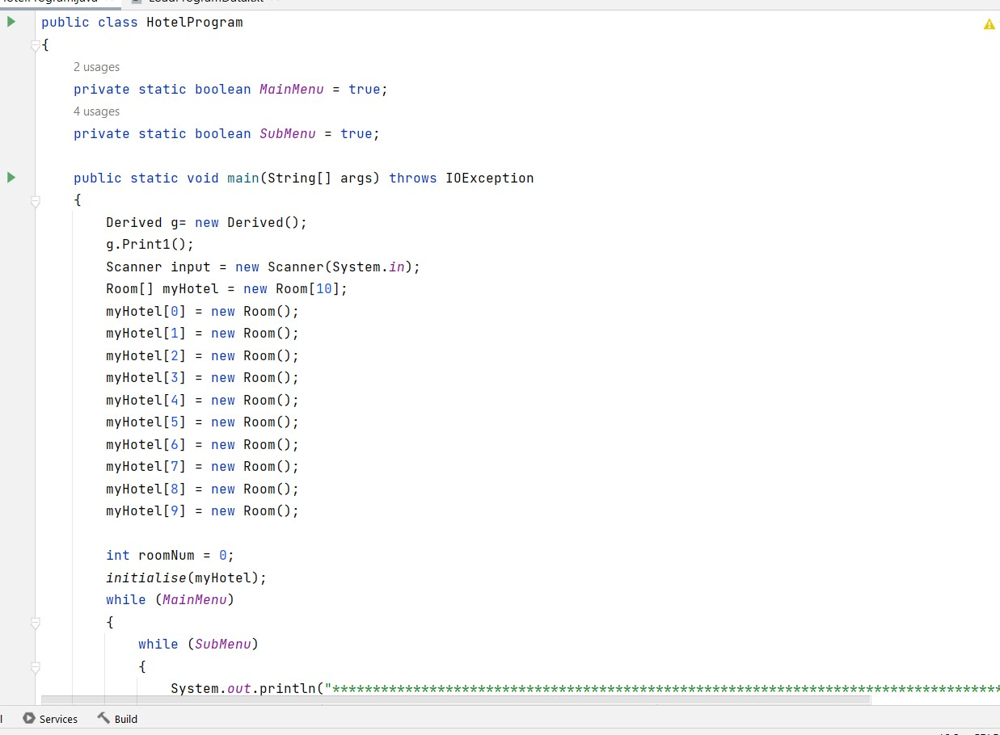 public class HotelProgram
{
2 usages
private static boolean MainMenu = true;
4 usages
private static boolean SubMenu = true;
public static void main(String[] args) throws IOException
{
Derived g= new Derived();
g.Print1();
Scanner input = new Scanner(System.in);
Room[] myHotel = new Room[10];
myHotel[0] = new Room();
myHotel[1] = new Room();
myHotel[2] = new Room();
myHotel[3] = new Room();
myHotel[4] = new Room();
myHotel[5] = new Room();
myHotel[6] = new Room();
myHotel[7] = new Room();
myHotel[8] = new Room();
myHotel[9] = new Room();
int roomNum = 0;
initialise(myHotel);
while (MainMenu)
{
while (SubMenu)
{
System.out.println("***********************************************************************************
Services Build